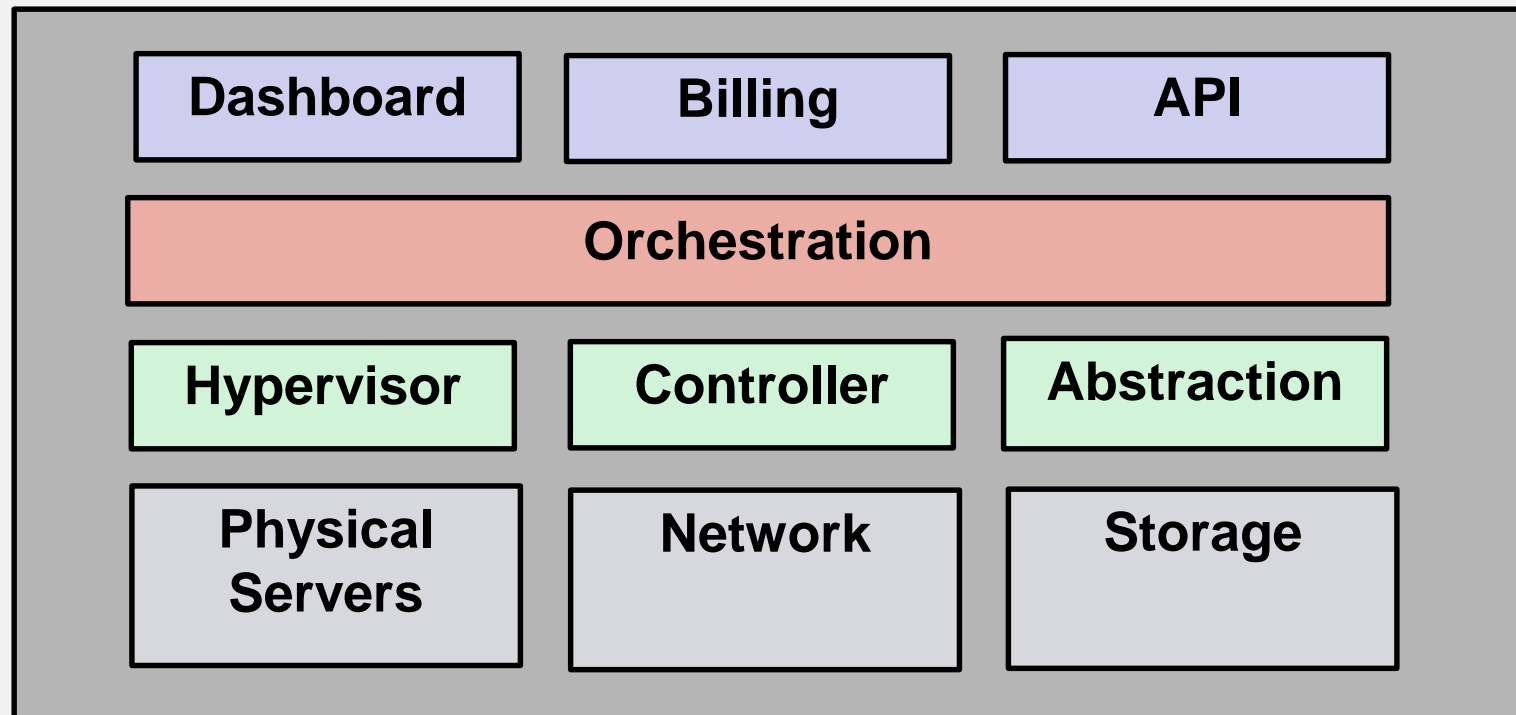 Dashboard
Billing
API
Orchestration
Hypervisor
Controller
Abstraction
Physical
Servers
Network
Storage